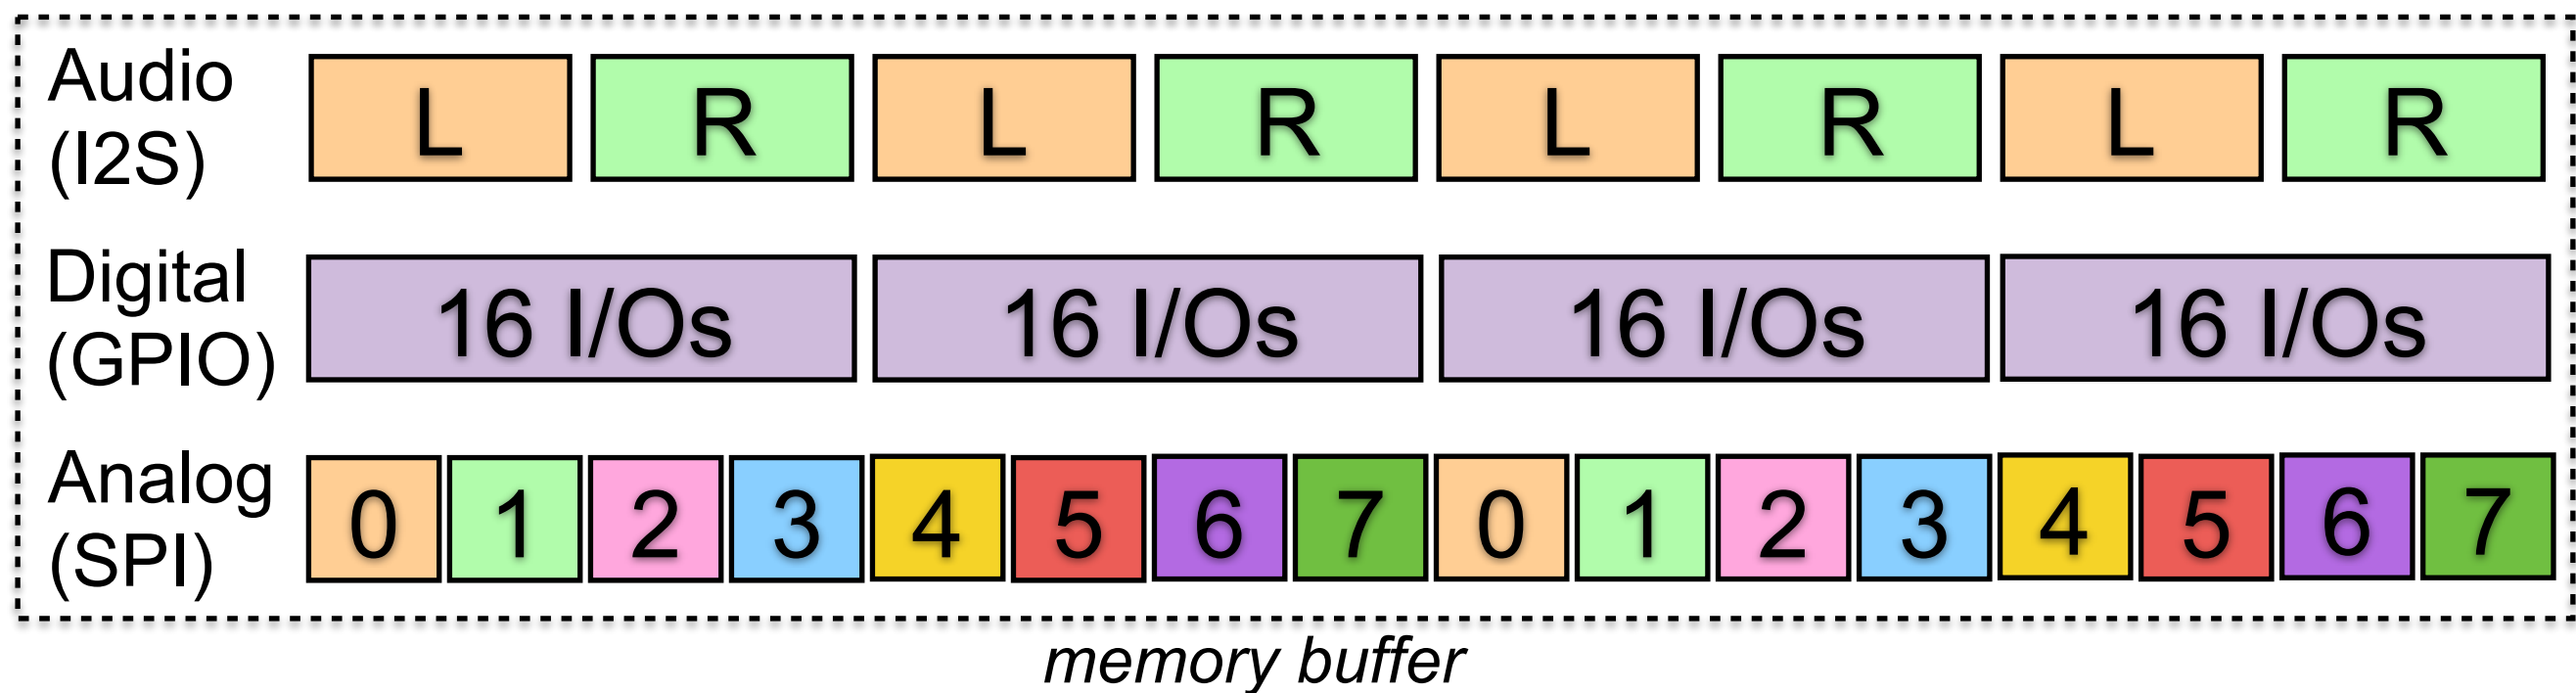 Audio
(I2S)
L R L R L R L R
Digital
(GPIO)
16 I/Os 16 I/Os 16 I/Os 16 I/Os
Analog
(SPI)
0 1 2 3 4 5 6 7 0 1 2 3 4 5 6 7
memory buffer